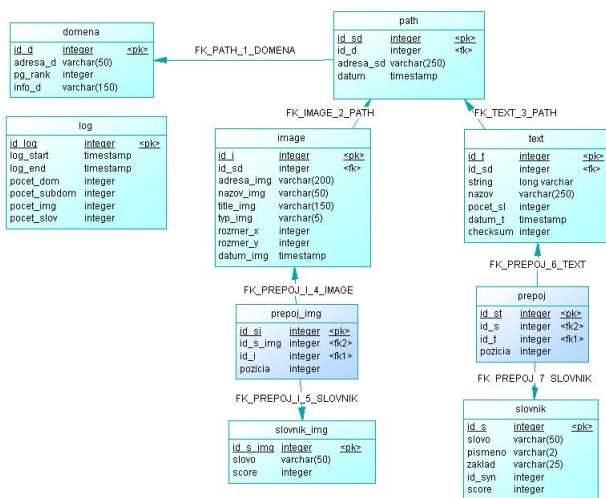 domena
id_d integer <pk>
adresa_d varchar(50)
pg_rank integer
info_d varchar(150)
FK_PATH_1_DOMENA
path
id_sd integer <pk>
id_d integer <fk>
adresa_sd varchar(250)
datum timestamp
log
id_log integer <pk>
log_start timestamp
log_end timestamp
pocet_dom integer
pocet_subdom integer
pocet_img integer
pocet_slov integer
FK_IMAGE_2_PATH
FK_TEXT_3_PATH
image
id_i integer <pk>
id_sd integer <fk>
adresa_img varchar(200)
nazov_img varchar(50)
title_img varchar(150)
typ_img varchar(5)
rozmer_x integer
rozmer_y integer
datum_img timestamp
text
id_t integer <pk>
id_sd integer <fk>
string long varchar
nazov varchar(250)
pocet_sl integer
datum_t timestamp
checksum integer
FK_PREPOJ_I_4_IMAGE
FK_PREPOJ_6_TEXT
prepoj_img
id_si integer <pk>
id_s_img integer <fk2>
id_i integer <fk1>
pozicia integer
prepoj
id_st integer <pk>
id_s integer <fk2>
id_t integer <fk1>
pozicia integer
FK_PREPOJ_I_5_SLOVNIK
FK_PREPOJ_7_SLOVNIK
slovnik_img
id_s_img integer <pk>
slovo varchar(50)
score integer
slovnik
id_s integer <pk>
slovo varchar(50)
pismeno varchar(2)
zaklad varchar(25)
id_syn integer
score integer